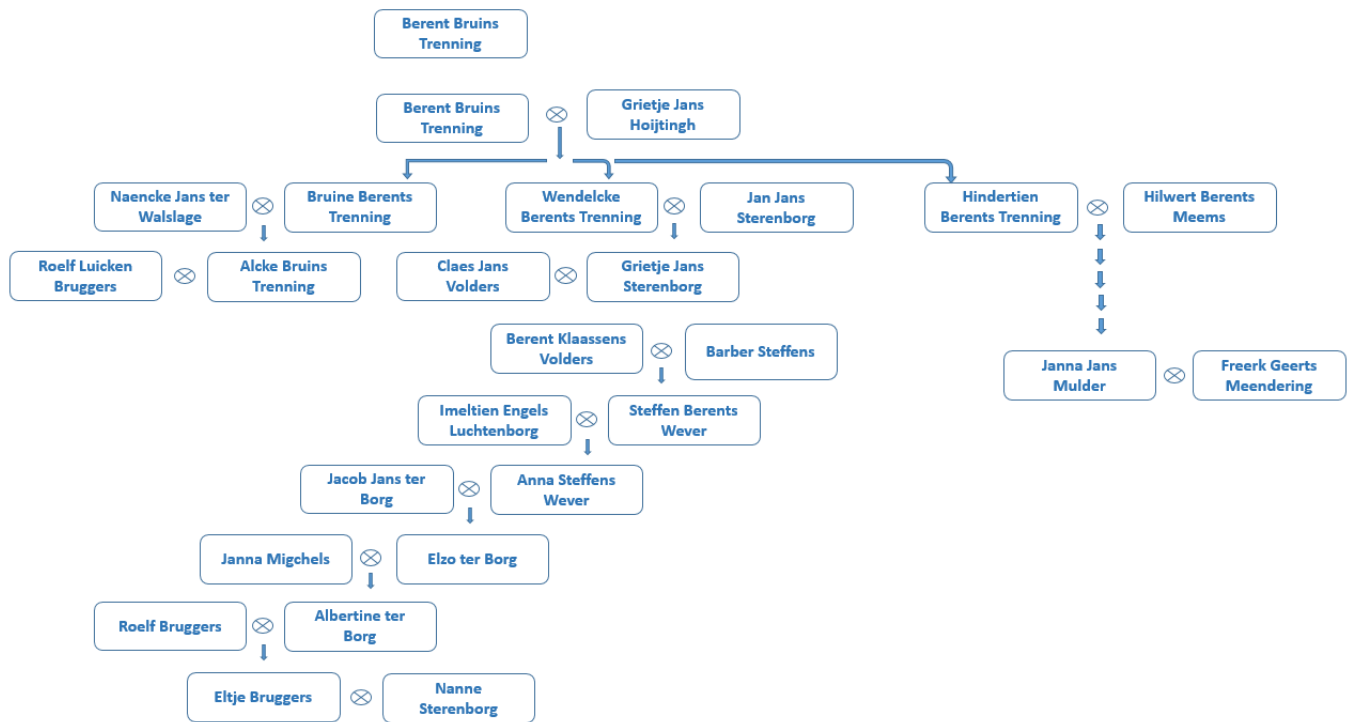 Berent Bruins
Trenning
Berent Bruins
Trenning
Grietje Jans
Hoijtingh
Naencke Jans ter
Walslage
Bruine Berents
Trenning
Wendelcke
Berents Trenning
Jan Jans
Sterenborg
Hindertien
Berents Trenning
Hilwert Berents
Meems
Roelf Luicken
Bruggers
Alcke Bruins
Trenning
Claes Jans
Volders
Grietje Jans
Sterenborg
Berent Klaassens
Volders
Barber Steffens
Janna Jans
Mulder
Freerk Geerts
Meendering
Imeltien Engels
Luchtenborg
Steffen Berents
Wever
Jacob Jans ter
Borg
Anna Steffens
Wever
Janna Migchels
Elzo ter Borg
Roelf Bruggers
Albertine ter
Borg
Eltje Bruggers
Nanne
Sterenborg